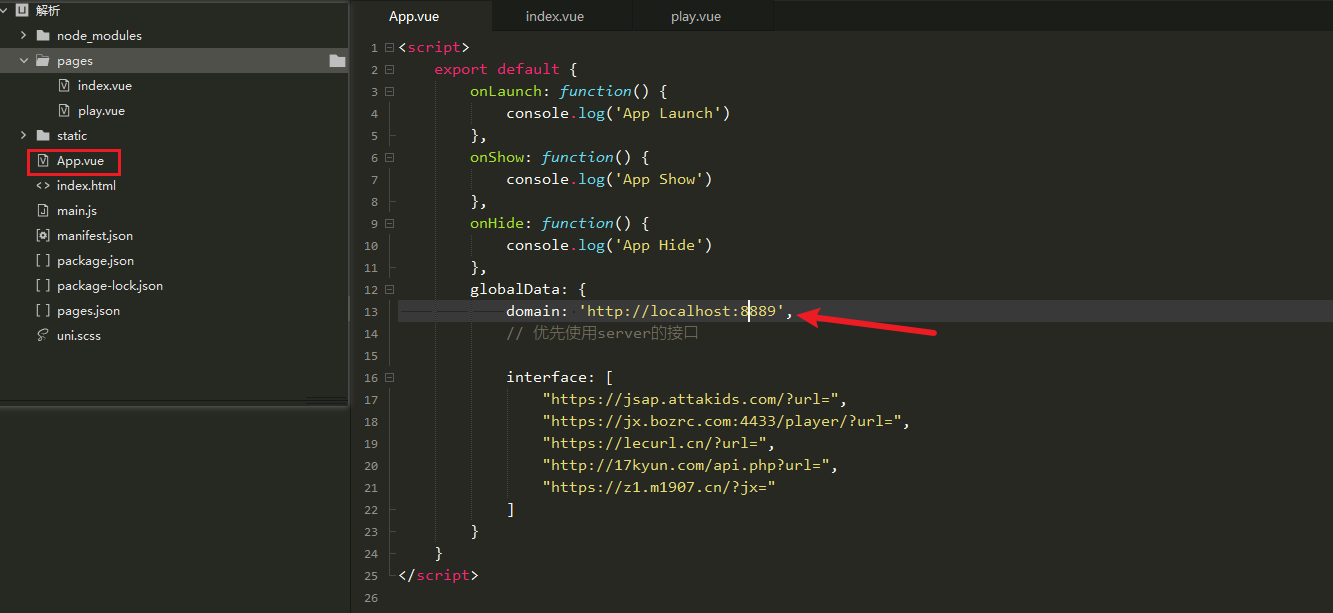 解析
node_modules
pages
index.vue
play.vue
static
App.vue
index.html
main.js
manifest.json
package.json
package-lock.json
pages.json
uni.scss
App.vue index.vue play.vue
1 <script>
2 export default {
3 onLaunch: function() {
4 console.log('App Launch')
5 },
6 onShow: function() {
7 console.log('App Show')
8 },
9 onHide: function() {
10 console.log('App Hide')
11 },
12 globalData: {
13 domain: 'http://localhost:8889',
14 // 优先使用server的接口
15
16 interface: [
17 "https://jsap.attakids.com/?url=",
18 "https://jx.bozrc.com:4433/player/?url=",
19 "https://lecurl.cn/?url=",
20 "http://17kyun.com/api.php?url=",
21 "https://z1.m1907.cn/?jx="
22 ]
23 }
24 }
25 </script>
26